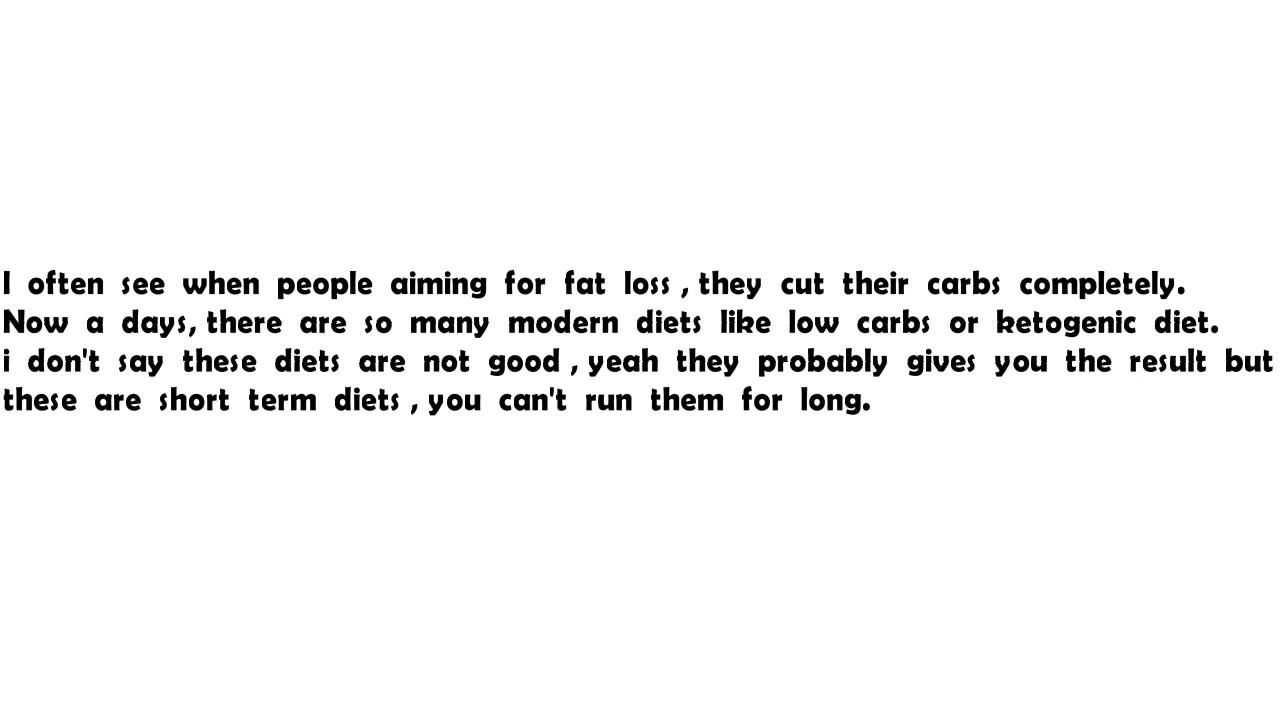 I often see when people aiming for fat loss , they cut their carbs completely.
Now a days, there are so many modern diets like low carbs or ketogenic diet.
i don't say these diets are not good , yeah they probably gives you the result but
these are short term diets , you can't run them for long.